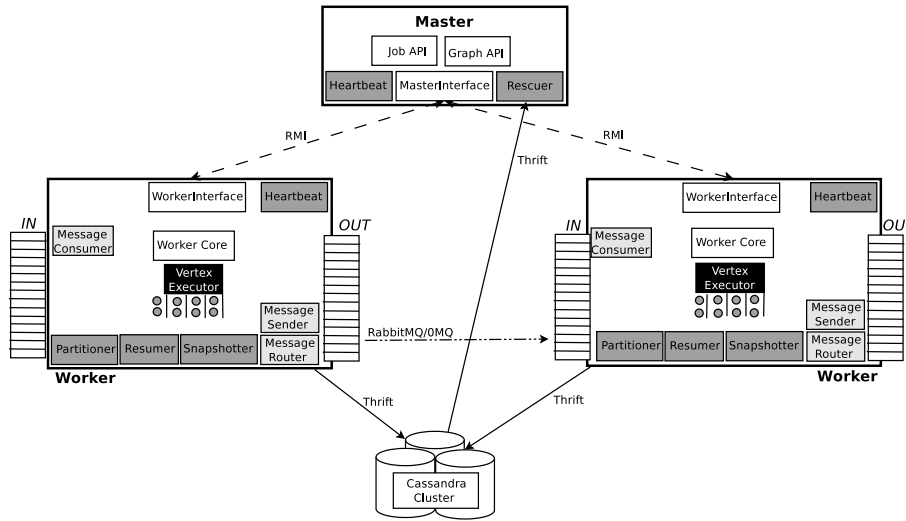 Master
Job API
Graph API
Heartbeat
MasterInterface
Rescuer
RMI
RMI
Thrift
WorkerInterface
Heartbeat
IN
OUT
Message
Consumer
Worker Core
Vertex
Executor
Message
Sender
Partitioner
Resumer
Snapshotter
Message
Router
Worker
RabbitMQ/0MQ
WorkerInterface
Heartbeat
IN
OU
Message
Consumer
Worker Core
Vertex
Executor
Message
Sender
Partitioner
Resumer
Snapshotter
Message
Router
Worker
Thrift
Thrift
Cassandra
Cluster